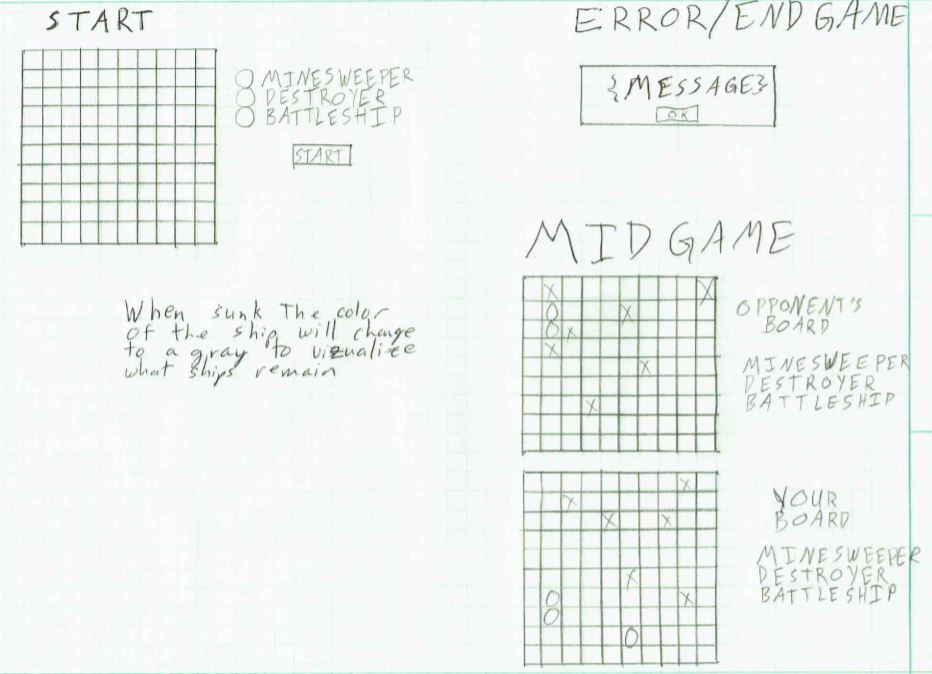 START
MINESWEEPER
DESTROYER
BATTLESHIP
START
When sunk The color
of the ship will change
to a gray to vizualize
what ships remain
ERROR/END GAME
{MESSAGE}
OK
MID GAME
X X
O X
O X
X
X
X
OPPONENT'S
BOARD
MINESWEEPER
DESTROYER
BATTLESHIP
X
X
X X
X
O X
O
O
YOUR
BOARD
MINESWEEPER
DESTROYER
BATTLESHIP